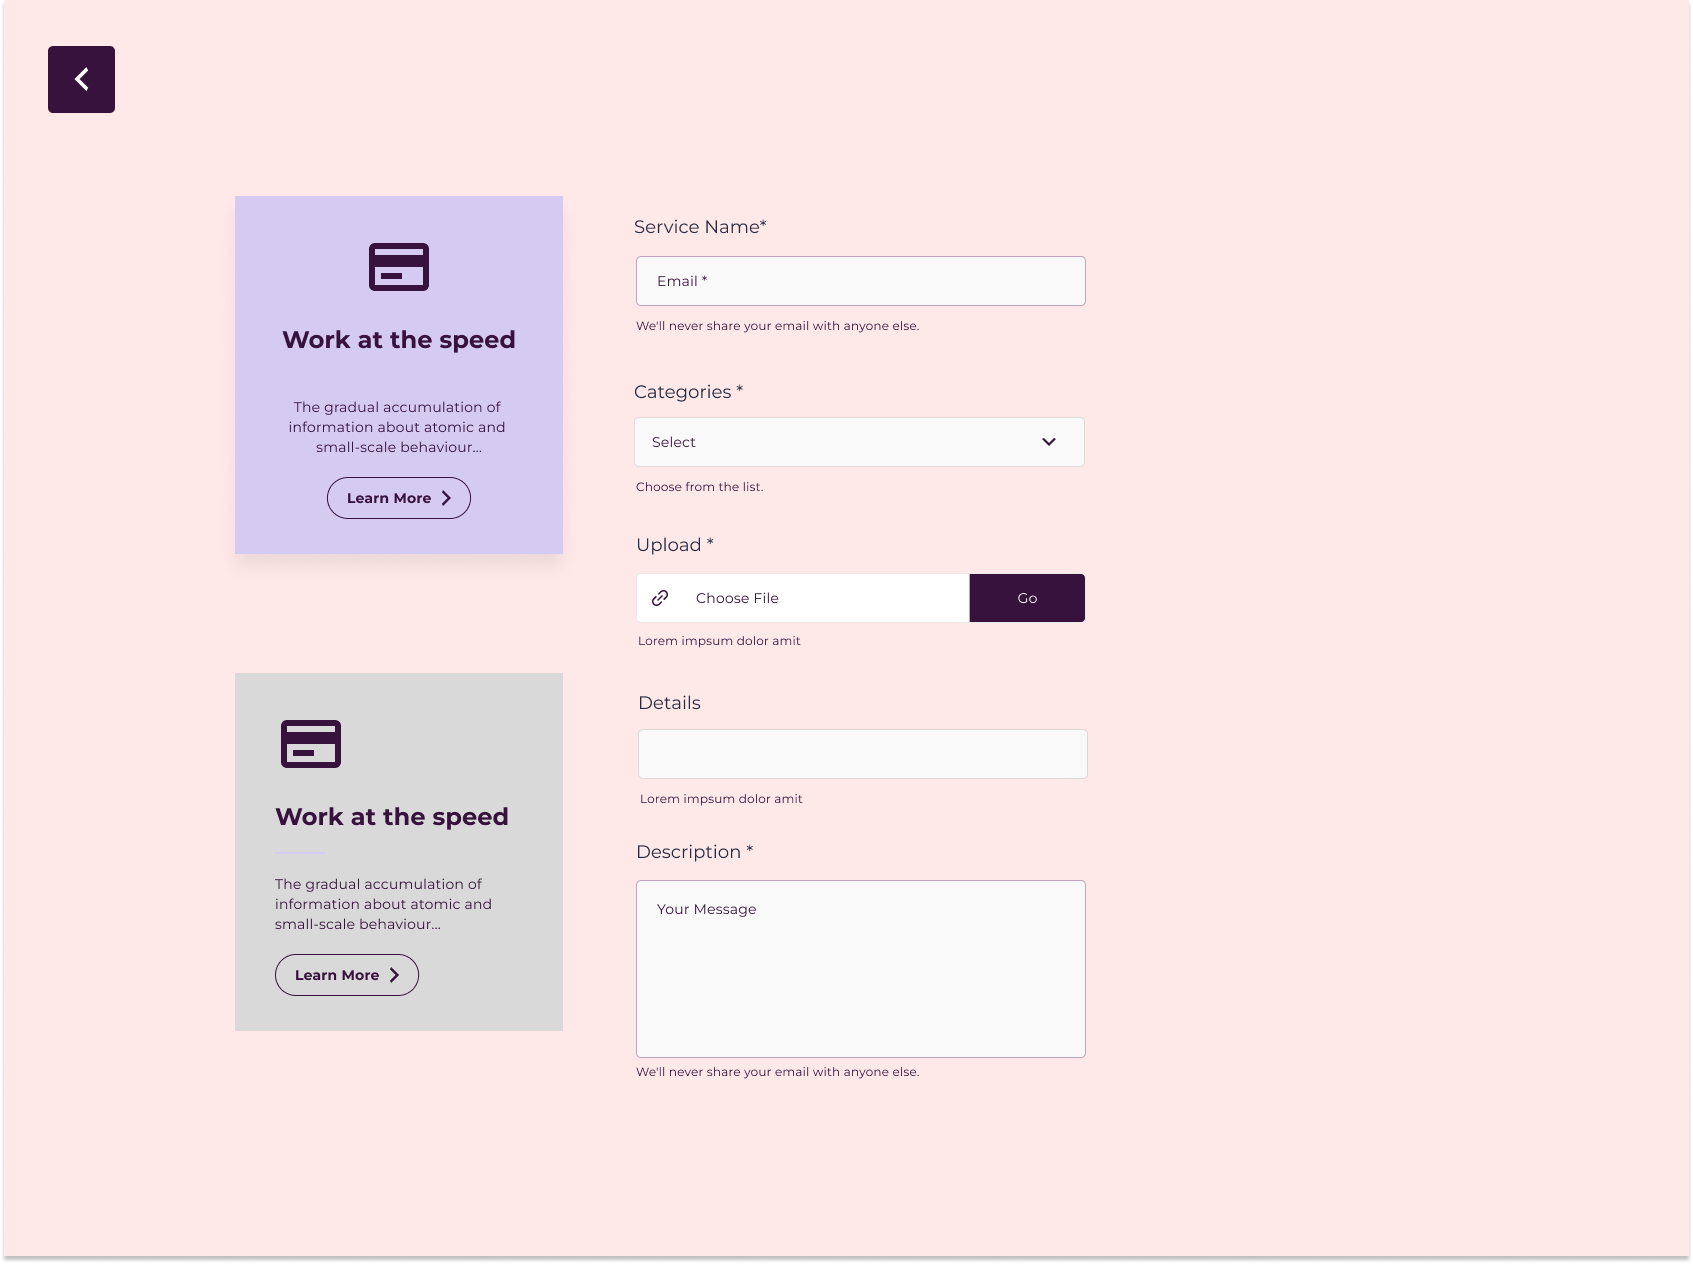 Work at the speed
The gradual accumulation of
information about atomic and
small-scale behaviour...
Learn More
Work at the speed
The gradual accumulation of
information about atomic and
small-scale behaviour...
Learn More
Service Name*
Email *
We'll never share your email with anyone else.
Categories *
Select
Choose from the list.
Upload *
Choose File
Go
Lorem impsum dolor amit
Details
Lorem impsum dolor amit
Description *
Your Message
We'll never share your email with anyone else.